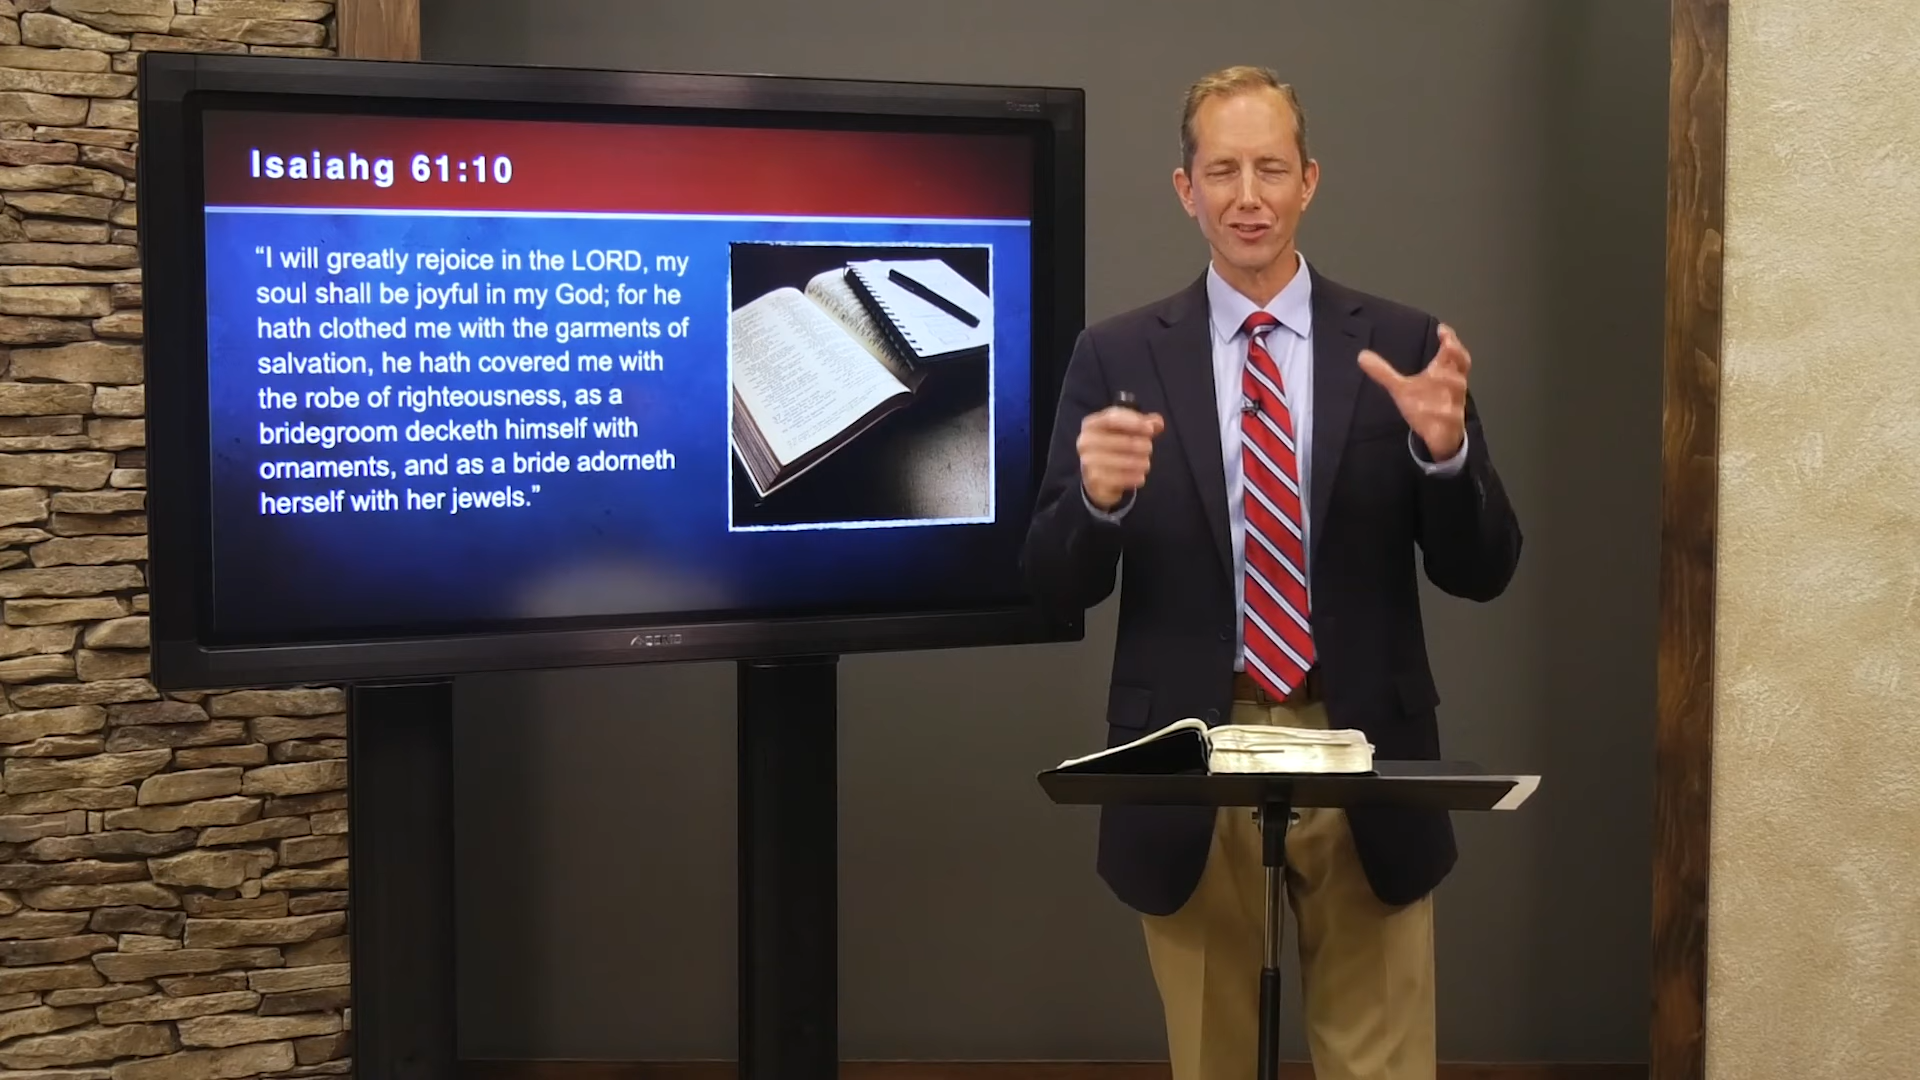 Isaiahg 61:10
“I will greatly rejoice in the LORD, my
soul shall be joyful in my God; for he
hath clothed me with the garments of
salvation, he hath covered me with
the robe of righteousness, as a
bridegroom decketh himself with
ornaments, and as a bride adorneth
herself with her jewels.”